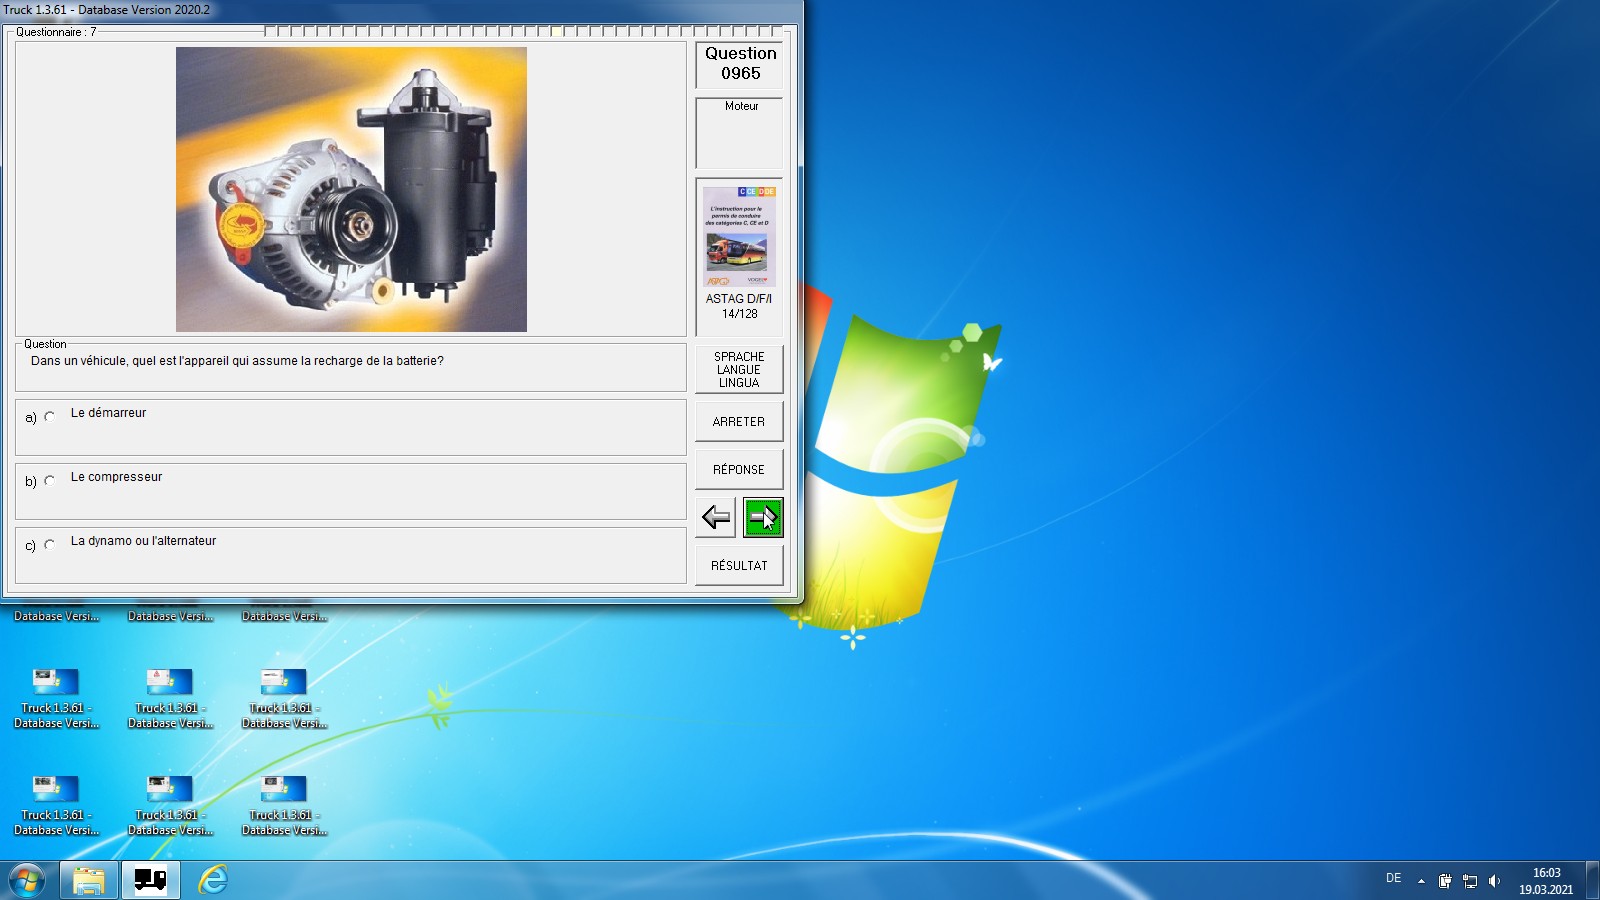 Truck 1.3.61 - Database Version 2020.2
Questionnaire : 7
Question
0965
Moteur
C CE D DE
L'instruction pour le
permis de conduire
des catégories C, CE et D
ASTAG D/F/I
14/128
Question
Dans un véhicule, quel est l'appareil qui assume la recharge de la batterie?
SPRACHE
LANGUE
LINGUA
a) Le démarreur
ARRETER
b) Le compresseur
RÉPONSE
c) La dynamo ou l'alternateur
RÉSULTAT
Database Versi... Database Versi... Database Versi...
Truck 1.3.61 - Truck 1.3.61 - Truck 1.3.61 -
Database Versi... Database Versi... Database Versi...
Truck 1.3.61 - Truck 1.3.61 - Truck 1.3.61 -
Database Versi... Database Versi... Database Versi...
DE
16:03
19.03.2021